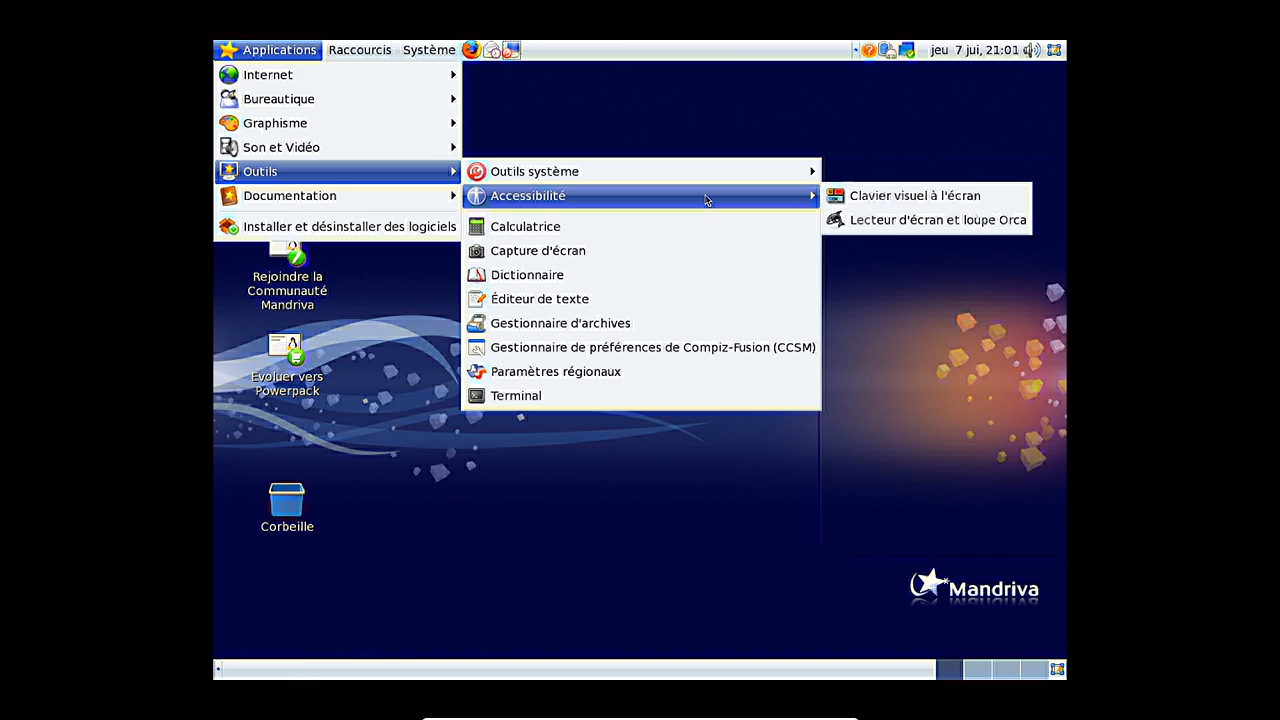 Applications Raccourcis Système jeu 7 jui, 21:01
Internet
Bureautique
Graphisme
Son et Vidéo
Outils
Documentation
Installer et désinstaller des logiciels
Outils système
Accessibilité
Calculatrice
Capture d'écran
Dictionnaire
Éditeur de texte
Gestionnaire d'archives
Gestionnaire de préférences de Compiz-Fusion (CCSM)
Paramètres régionaux
Terminal
Clavier visuel à l'écran
Lecteur d'écran et loupe Orca
Rejoindre la
Communauté
Mandriva
Evoluer vers
Powerpack
Corbeille
Mandriva